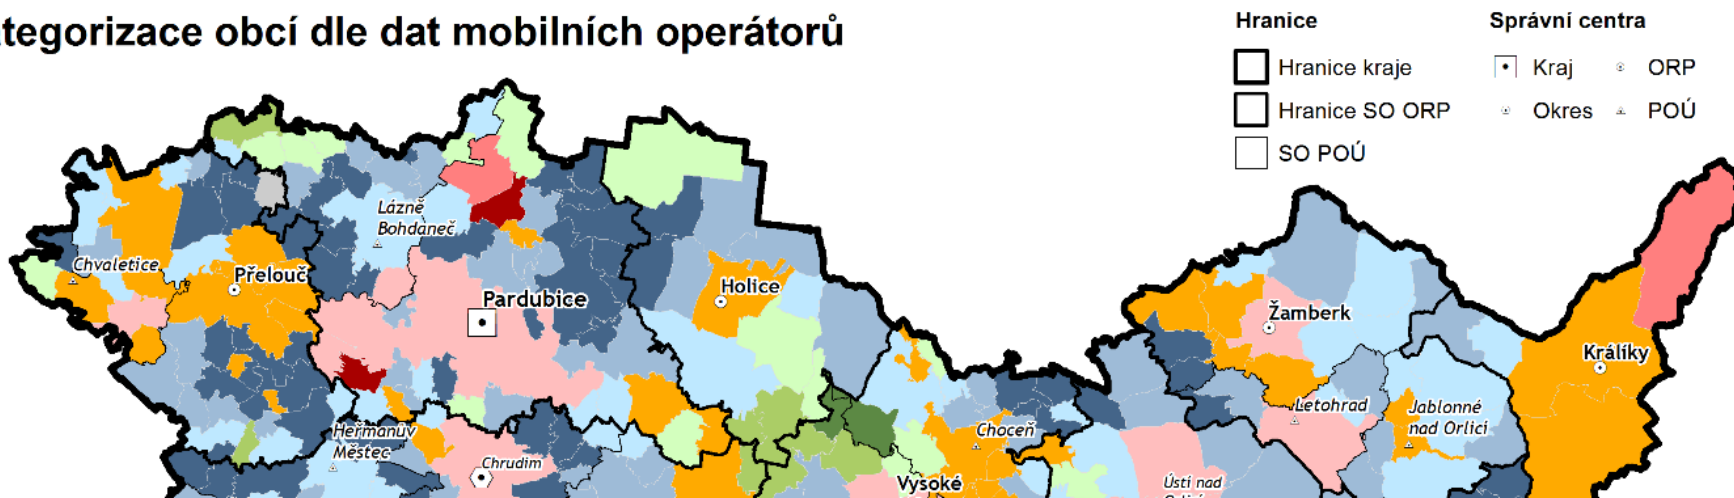 tegorizace obcí dle dat mobilních operátorů
Hranice
Hranice kraje
Hranice SO ORP
SO POÚ
Správní centra
Kraj
ORP
Okres
POÚ
Lázně
Bohdaneč
Chvaletice
Přelouč
Pardubice
Holice
Žamberk
Králíky
Letohrad
Jablonné
nad Orlicí
Heřmanův
Městec
Chrudim
Choceň
Vysoké
Ústí nad